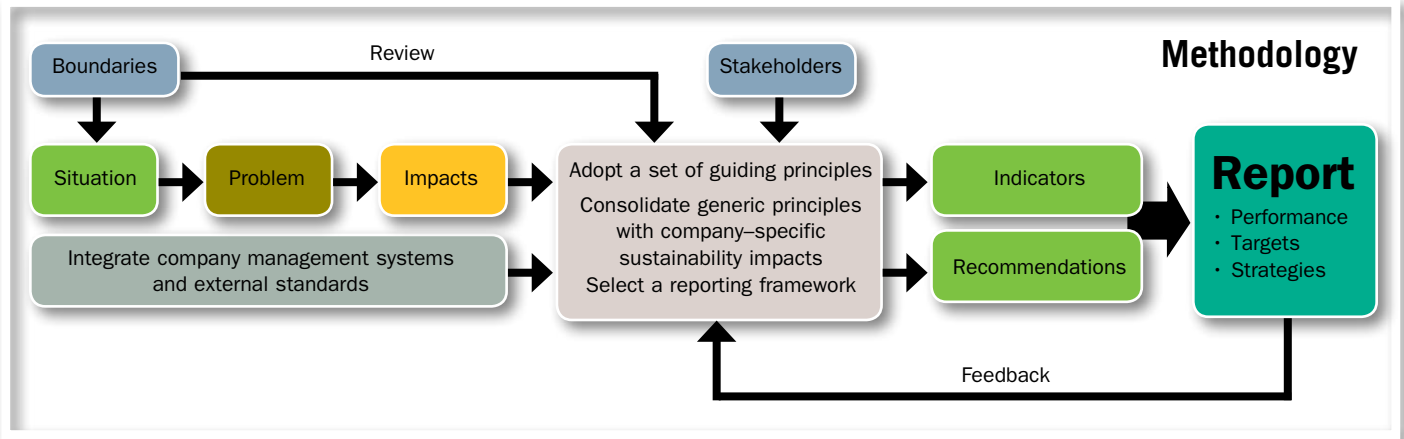 Methodology
Boundaries
Review
Stakeholders
Situation
Problem
Impacts
Integrate company management systems
and external standards
Adopt a set of guiding principles
Consolidate generic principles
with company–specific
sustainability impacts
Select a reporting framework
Indicators
Recommendations
Report
· Performance
· Targets
· Strategies
Feedback